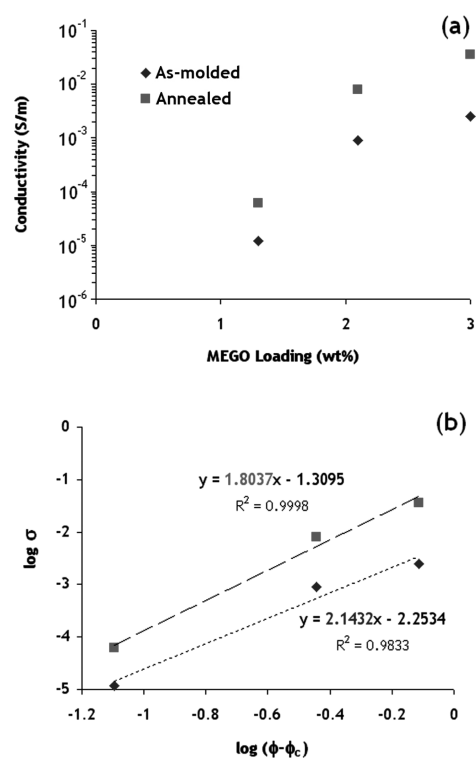 (a)
10⁻¹
As-molded
Annealed
10⁻²
10⁻³
10⁻⁴
10⁻⁵
10⁻⁶
Conductivity (S/m)
0 1 2 3
MEGO Loading (wt%)
(b)
0
-1
-2
-3
-4
-5
log σ
y = 1.8037x - 1.3095
R² = 0.9998
y = 2.1432x - 2.2534
R² = 0.9833
-1.2 -1 -0.8 -0.6 -0.4 -0.2 0
log (ϕ-ϕc)